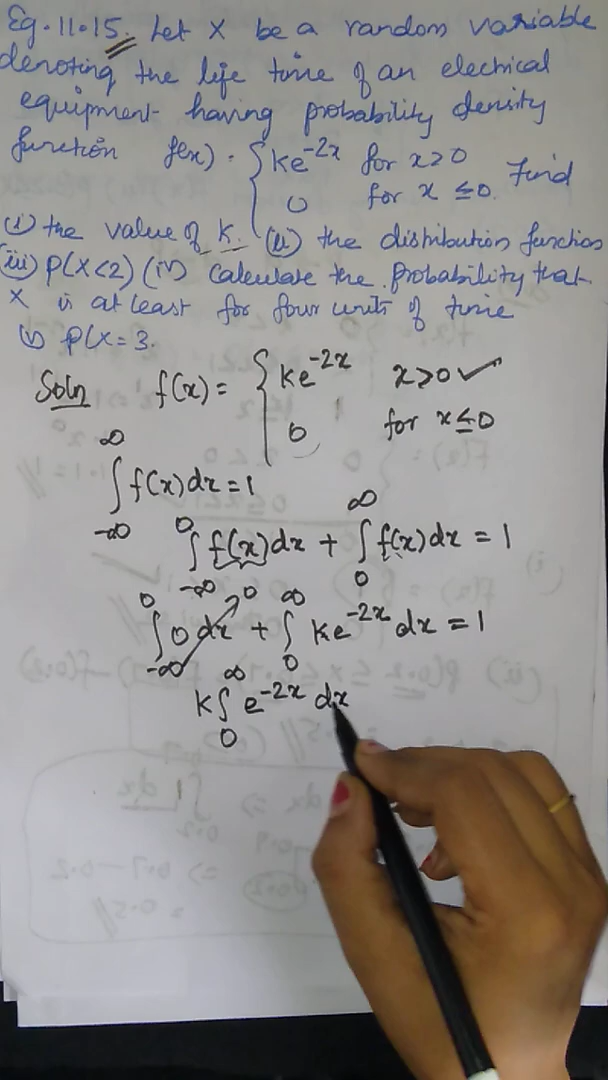 Eg. 11.15. Let X be a random variable
denoting the life time of an electrical
equipment having probability density
function f(x) = { ke^{-2x} for x>0
0 for x ≤0. Find
(i) the value of k (ii) the distribution function
(iii) P(X<2) (iv) Calculate the probability that
X is at least for four units of time
(v) P(X=3.
Soln f(x) = { ke^{-2x} x>0 ✓
0 for x≤0
∫_{-∞}^{∞} f(x)dx=1
∫_{-∞}^{0} f(x)dx + ∫_{0}^{∞} f(x)dx = 1
∫_{-∞}^{0} 0 dx + ∫_{0}^{∞} ke^{-2x} dx = 1
k∫_{0}^{∞} e^{-2x} dx